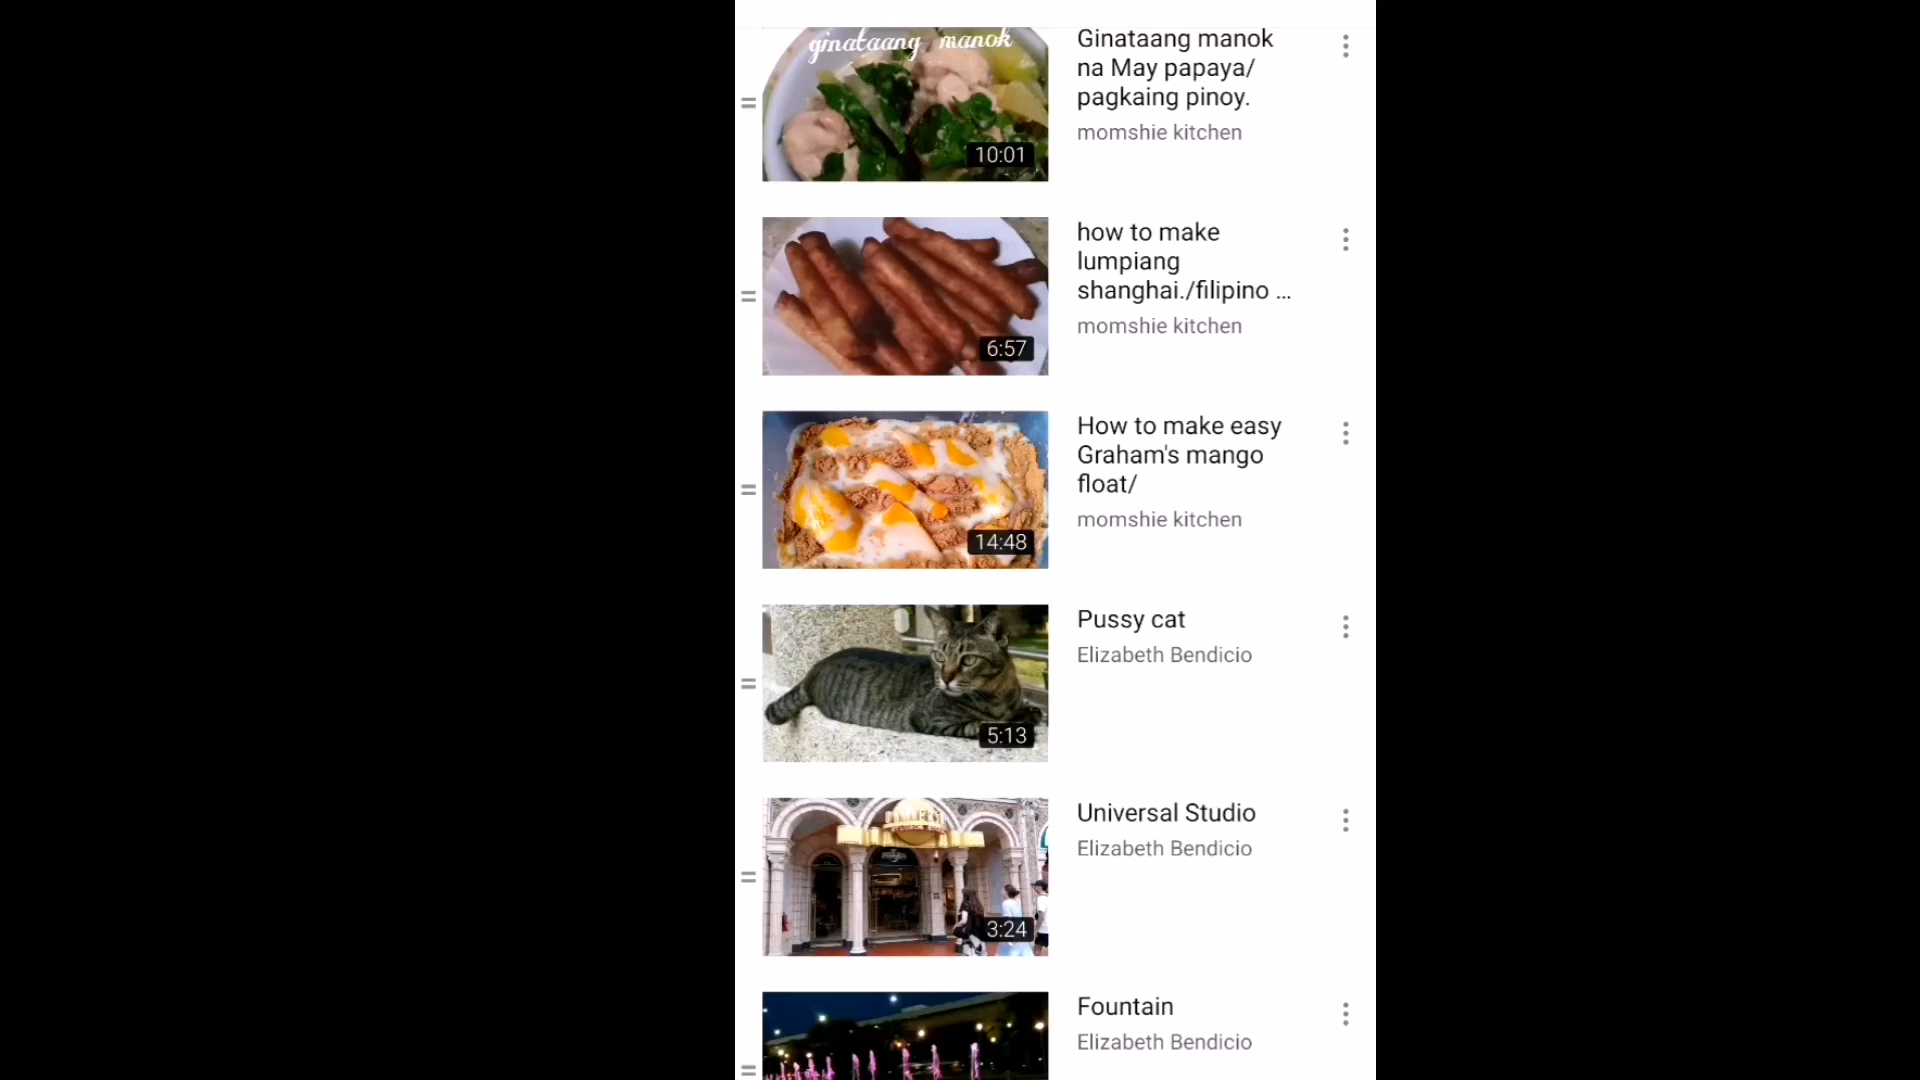 ginataang manok
10:01
Ginataang manok
na May papaya/
pagkaing pinoy.
momshie kitchen
6:57
how to make
lumpiang
shanghai./filipino ...
momshie kitchen
14:48
How to make easy
Graham's mango
float/
momshie kitchen
5:13
Pussy cat
Elizabeth Bendicio
3:24
Universal Studio
Elizabeth Bendicio
Fountain
Elizabeth Bendicio